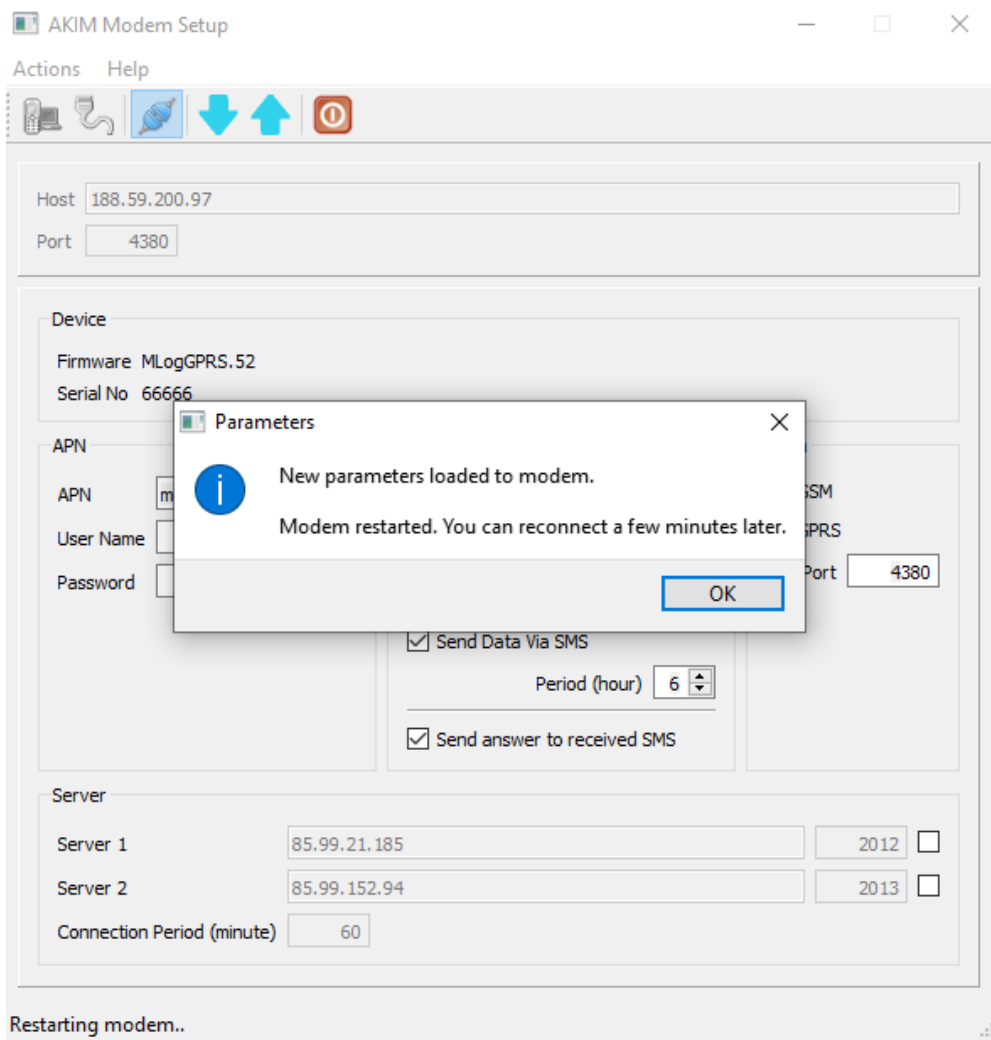 AKIM Modem Setup
Actions Help
Host 188.59.200.97
Port 4380
Device
Firmware MLogGPRS.52
Serial No 66666
Parameters
New parameters loaded to modem.
Modem restarted. You can reconnect a few minutes later.
OK
APN
APN m
User Name
Password
Port 4380
Send Data Via SMS
Period (hour) 6
Send answer to received SMS
Server
Server 1 85.99.21.185 2012
Server 2 85.99.152.94 2013
Connection Period (minute) 60
Restarting modem..